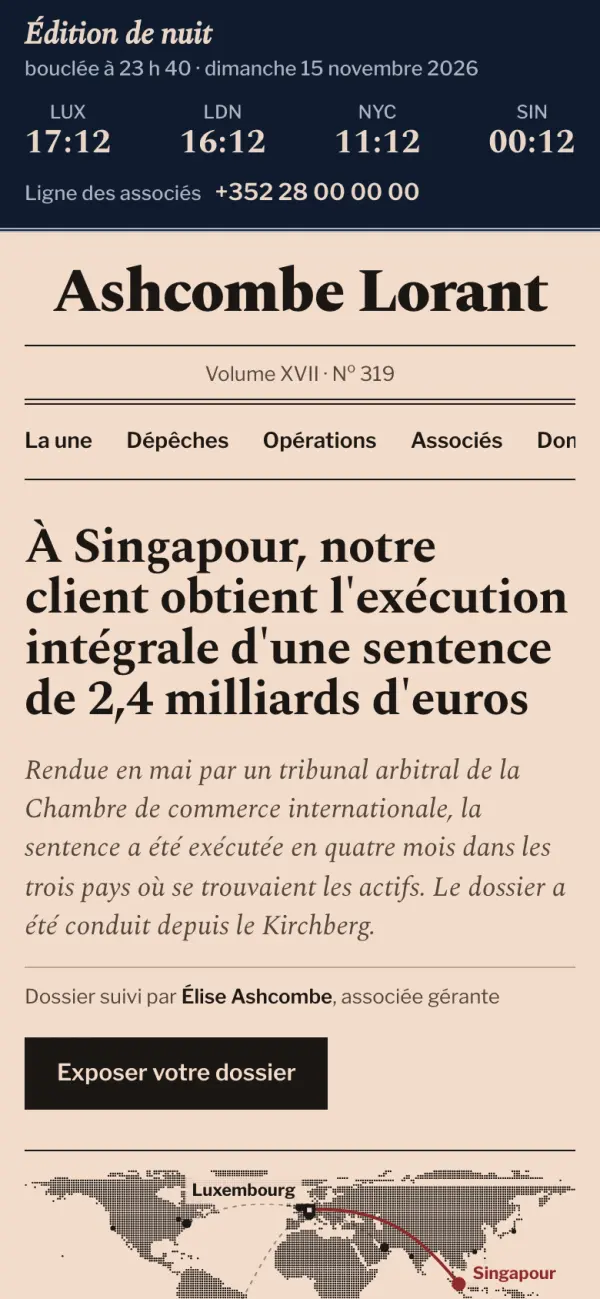 Édition de nuit
bouclée à 23 h 40 · dimanche 15 novembre 2026
LUX LDN NYC SIN
17:12 16:12 11:12 00:12
Ligne des associés +352 28 00 00 00
Ashcombe Lorant
Volume XVII · Nº 319
La une Dépêches Opérations Associés
À Singapour, notre
client obtient l'exécution
intégrale d'une sentence
de 2,4 milliards d'euros
Rendue en mai par un tribunal arbitral de la
Chambre de commerce internationale, la
sentence a été exécutée en quatre mois dans les
trois pays où se trouvaient les actifs. Le dossier a
été conduit depuis le Kirchberg.
Dossier suivi par Élise Ashcombe, associée gérante
Exposer votre dossier
Luxembourg
Singapour